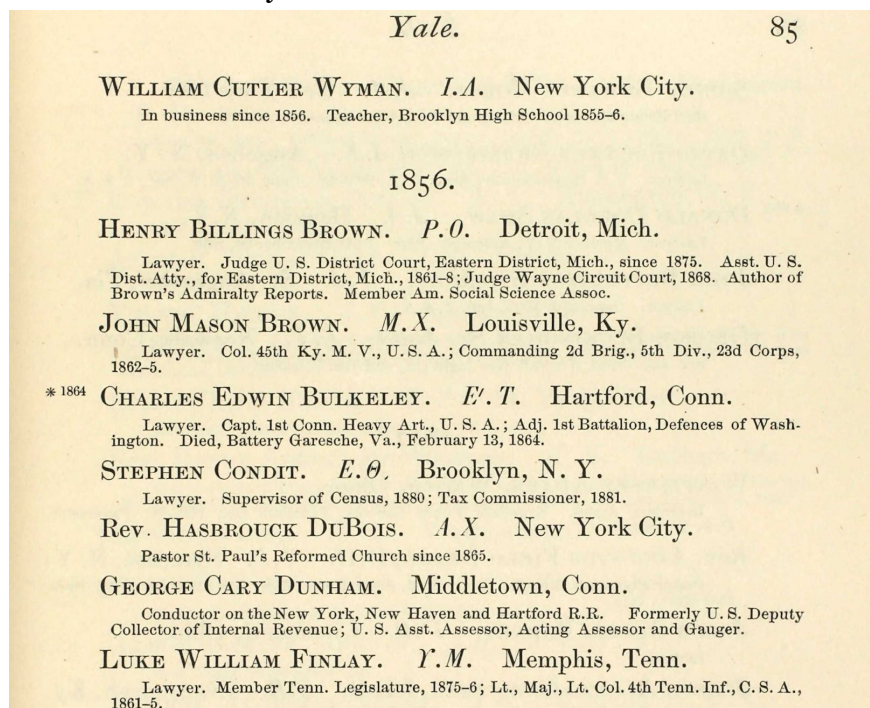 Yale. 85
WILLIAM CUTLER WYMAN. I.A. New York City.
In business since 1856. Teacher, Brooklyn High School 1855–6.
1856.
HENRY BILLINGS BROWN. P.O. Detroit, Mich.
Lawyer. Judge U. S. District Court, Eastern District, Mich., since 1875. Asst. U. S.
Dist. Atty., for Eastern District, Mich., 1861–8; Judge Wayne Circuit Court, 1868. Author of
Brown's Admiralty Reports. Member Am. Social Science Assoc.
JOHN MASON BROWN. M.X. Louisville, Ky.
Lawyer. Col. 45th Ky. M. V., U. S. A.; Commanding 2d Brig., 5th Div., 23d Corps,
1862–5.
* 1864 CHARLES EDWIN BULKELEY. E'. T. Hartford, Conn.
Lawyer. Capt. 1st Conn. Heavy Art., U. S. A.; Adj. 1st Battalion, Defences of Wash-
ington. Died, Battery Garesche, Va., February 13, 1864.
STEPHEN CONDIT. E.Θ. Brooklyn, N. Y.
Lawyer. Supervisor of Census, 1880; Tax Commissioner, 1881.
Rev. HASBROUCK DUBOIS. A.X. New York City.
Pastor St. Paul's Reformed Church since 1865.
GEORGE CARY DUNHAM. Middletown, Conn.
Conductor on the New York, New Haven and Hartford R.R. Formerly U. S. Deputy
Collector of Internal Revenue; U. S. Asst. Assessor, Acting Assessor and Gauger.
LUKE WILLIAM FINLAY. Υ.M. Memphis, Tenn.
Lawyer. Member Tenn. Legislature, 1875–6; Lt., Maj., Lt. Col. 4th Tenn. Inf., C. S. A.,
1861–5.